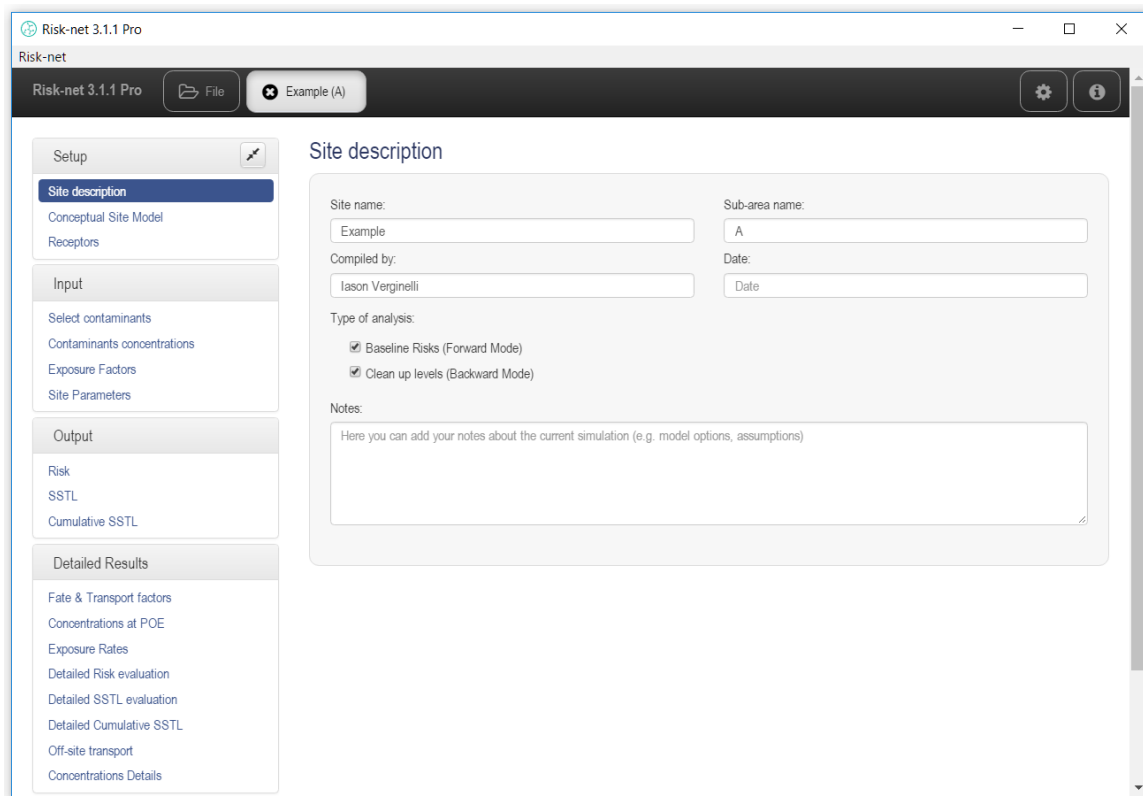 Risk-net 3.1.1 Pro
Risk-net
Risk-net 3.1.1 Pro
File
Example (A)
Setup
Site description
Conceptual Site Model
Receptors
Input
Select contaminants
Contaminants concentrations
Exposure Factors
Site Parameters
Output
Risk
SSTL
Cumulative SSTL
Detailed Results
Fate & Transport factors
Concentrations at POE
Exposure Rates
Detailed Risk evaluation
Detailed SSTL evaluation
Detailed Cumulative SSTL
Off-site transport
Concentrations Details
Site description
Site name:
Example
Sub-area name:
A
Compiled by:
Iason Verginelli
Date:
Date
Type of analysis:
Baseline Risks (Forward Mode)
Clean up levels (Backward Mode)
Notes:
Here you can add your notes about the current simulation (e.g. model options, assumptions)